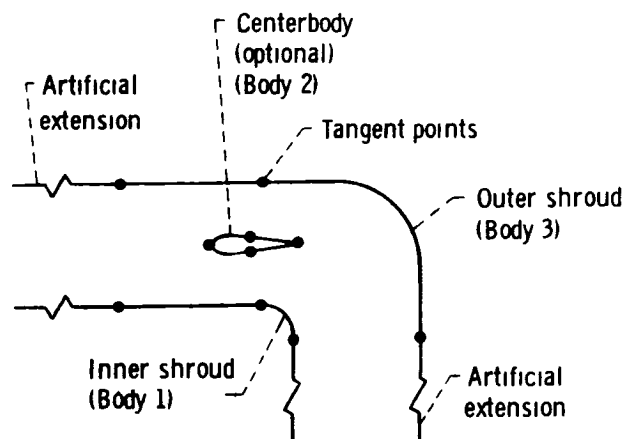 Centerbody
(optional)
(Body 2)
Artificial
extension
Tangent points
Outer shroud
(Body 3)
Inner shroud
(Body 1)
Artificial
extension